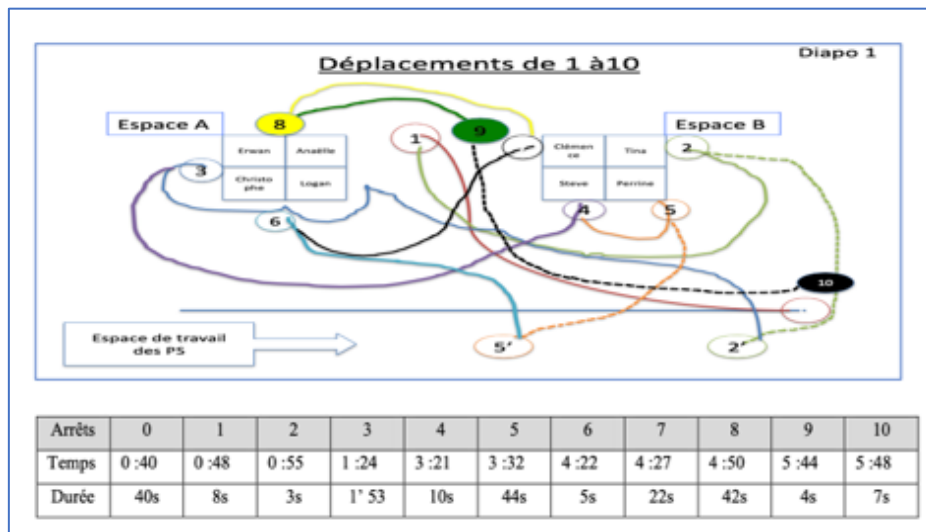 Diapo 1
Déplacements de 1 à10
Espace A
8
9
1
Espace B
2
Erwan
Anaëlle
Clémen
ce
Tina
3
Christo
phe
Logan
Steve
Perrine
4
5
6
10
Espace de travail
des PS
5'
2'
Arrêts 0 1 2 3 4 5 6 7 8 9 10
Temps 0 :40 0 :48 0 :55 1 :24 3 :21 3 :32 4 :22 4 :27 4 :50 5 :44 5 :48
Durée 40s 8s 3s 1' 53 10s 44s 5s 22s 42s 4s 7s